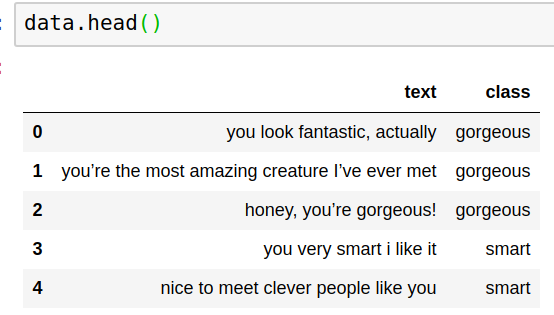 data.head()
text class
0 you look fantastic, actually gorgeous
1 you’re the most amazing creature I’ve ever met gorgeous
2 honey, you’re gorgeous! gorgeous
3 you very smart i like it smart
4 nice to meet clever people like you smart